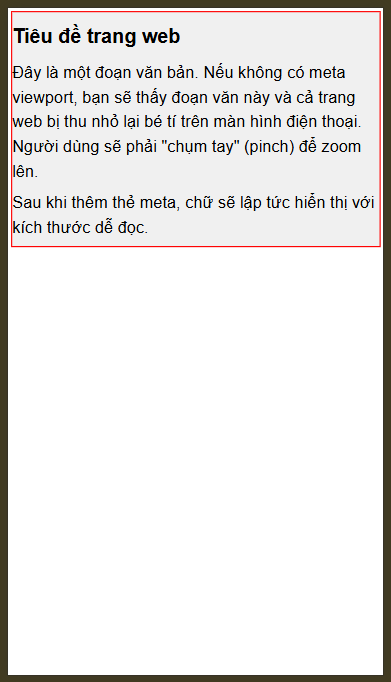 Tiêu đề trang web
Đây là một đoạn văn bản. Nếu không có meta
viewport, bạn sẽ thấy đoạn văn này và cả trang
web bị thu nhỏ lại bé tí trên màn hình điện thoại.
Người dùng sẽ phải "chụm tay" (pinch) để zoom
lên.
Sau khi thêm thẻ meta, chữ sẽ lập tức hiển thị với
kích thước dễ đọc.